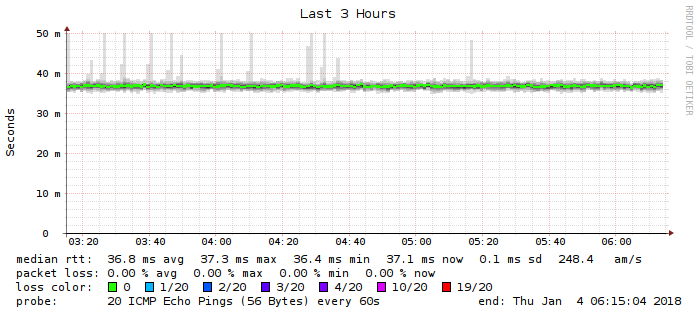 Last 3 Hours
RRDTOOL / TOBI OETIKER
Seconds
50 m
40 m
30 m
20 m
10 m
0
03:20 03:40 04:00 04:20 04:40 05:00 05:20 05:40 06:00
median rtt: 36.8 ms avg 37.3 ms max 36.4 ms min 37.1 ms now 0.1 ms sd 248.4 am/s
packet loss: 0.00 % avg 0.00 % max 0.00 % min 0.00 % now
loss color: 0 1/20 2/20 3/20 4/20 10/20 19/20
probe: 20 ICMP Echo Pings (56 Bytes) every 60s end: Thu Jan 4 06:15:04 2018